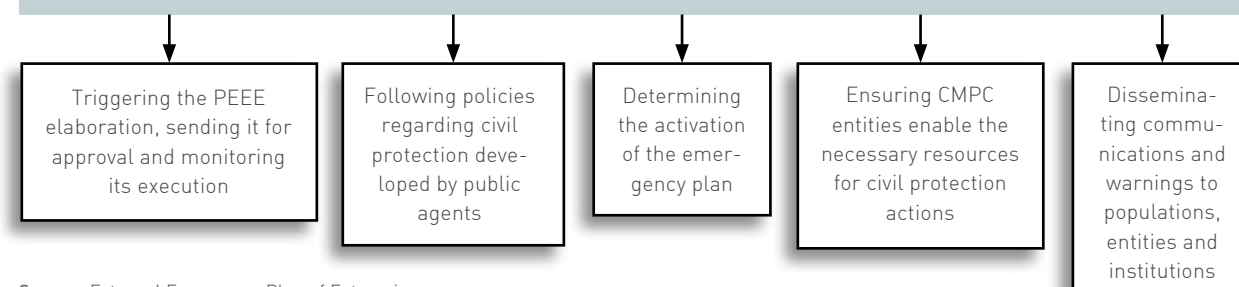 Triggering the PEEE
elaboration, sending it for
approval and monitoring
its execution
Following policies
regarding civil
protection deve-
loped by public
agents
Determining
the activation
of the emer-
gency plan
Ensuring CMPC
entities enable the
necessary resources
for civil protection
actions
Dissemina-
ting commu-
nications and
warnings to
populations,
entities and
institutions